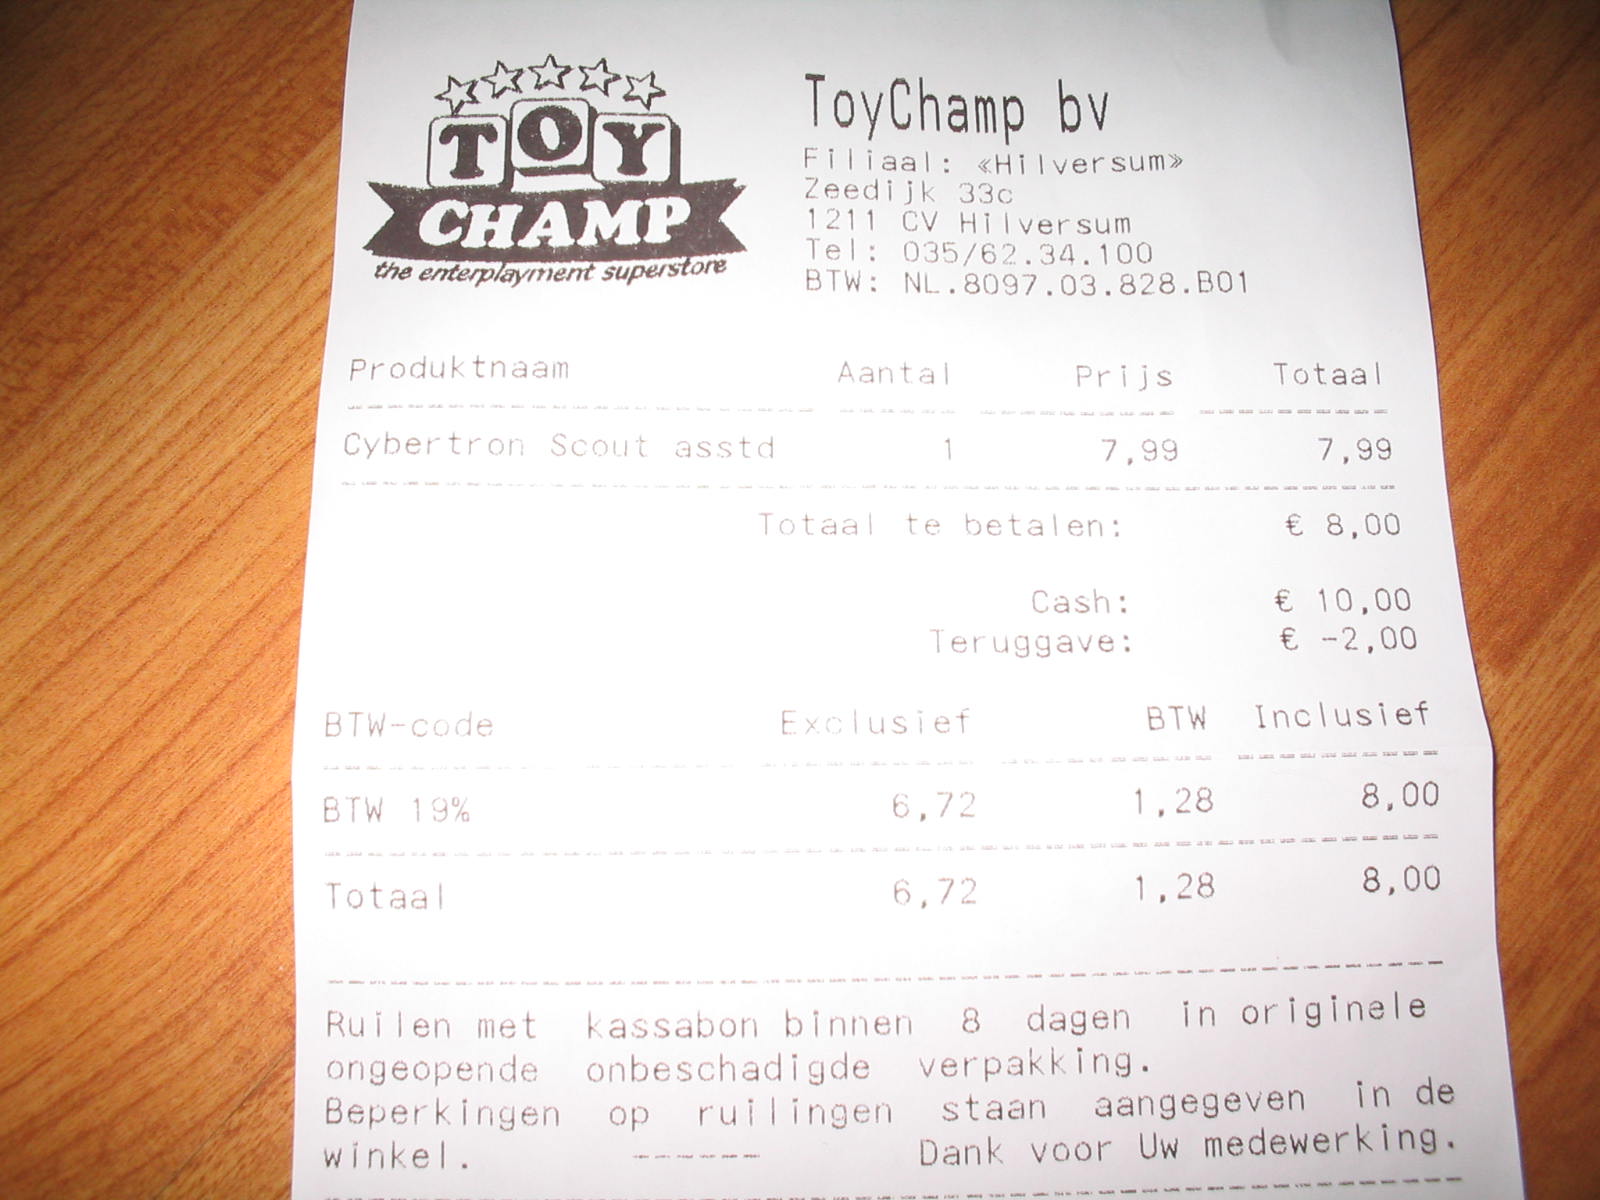 TOY
CHAMP
the enterplayment superstore
ToyChamp bv
Filiaal: «Hilversum»
Zeedijk 33c
1211 CV Hilversum
Tel: 035/62.34.100
BTW: NL.8097.03.828.B01
Produktnaam Aantal Prijs Totaal
Cybertron Scout asstd 1 7,99 7,99
Totaal te betalen: € 8,00
Cash: € 10,00
Teruggave: € -2,00
BTW-code Exclusief BTW Inclusief
BTW 19% 6,72 1,28 8,00
Totaal 6,72 1,28 8,00
Ruilen met kassabon binnen 8 dagen in originele
ongeopende onbeschadigde verpakking.
Beperkingen op ruilingen staan aangegeven in de
winkel. Dank voor Uw medewerking.